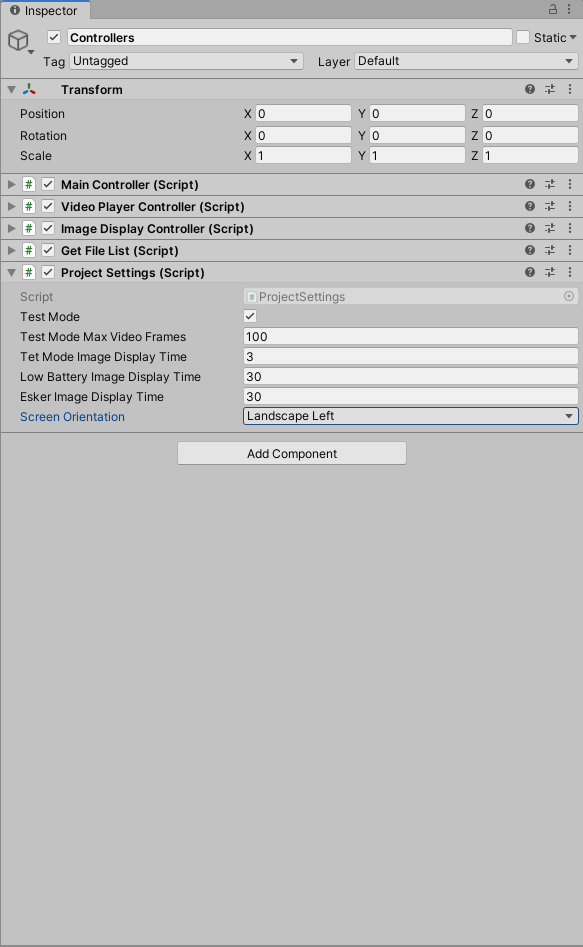 Inspector
Controllers Static
Tag Untagged Layer Default
Transform
Position X 0 Y 0 Z 0
Rotation X 0 Y 0 Z 0
Scale X 1 Y 1 Z 1
# Main Controller (Script)
# Video Player Controller (Script)
# Image Display Controller (Script)
# Get File List (Script)
# Project Settings (Script)
Script # ProjectSettings
Test Mode
Test Mode Max Video Frames 100
Tet Mode Image Display Time 3
Low Battery Image Display Time 30
Esker Image Display Time 30
Screen Orientation Landscape Left
Add Component